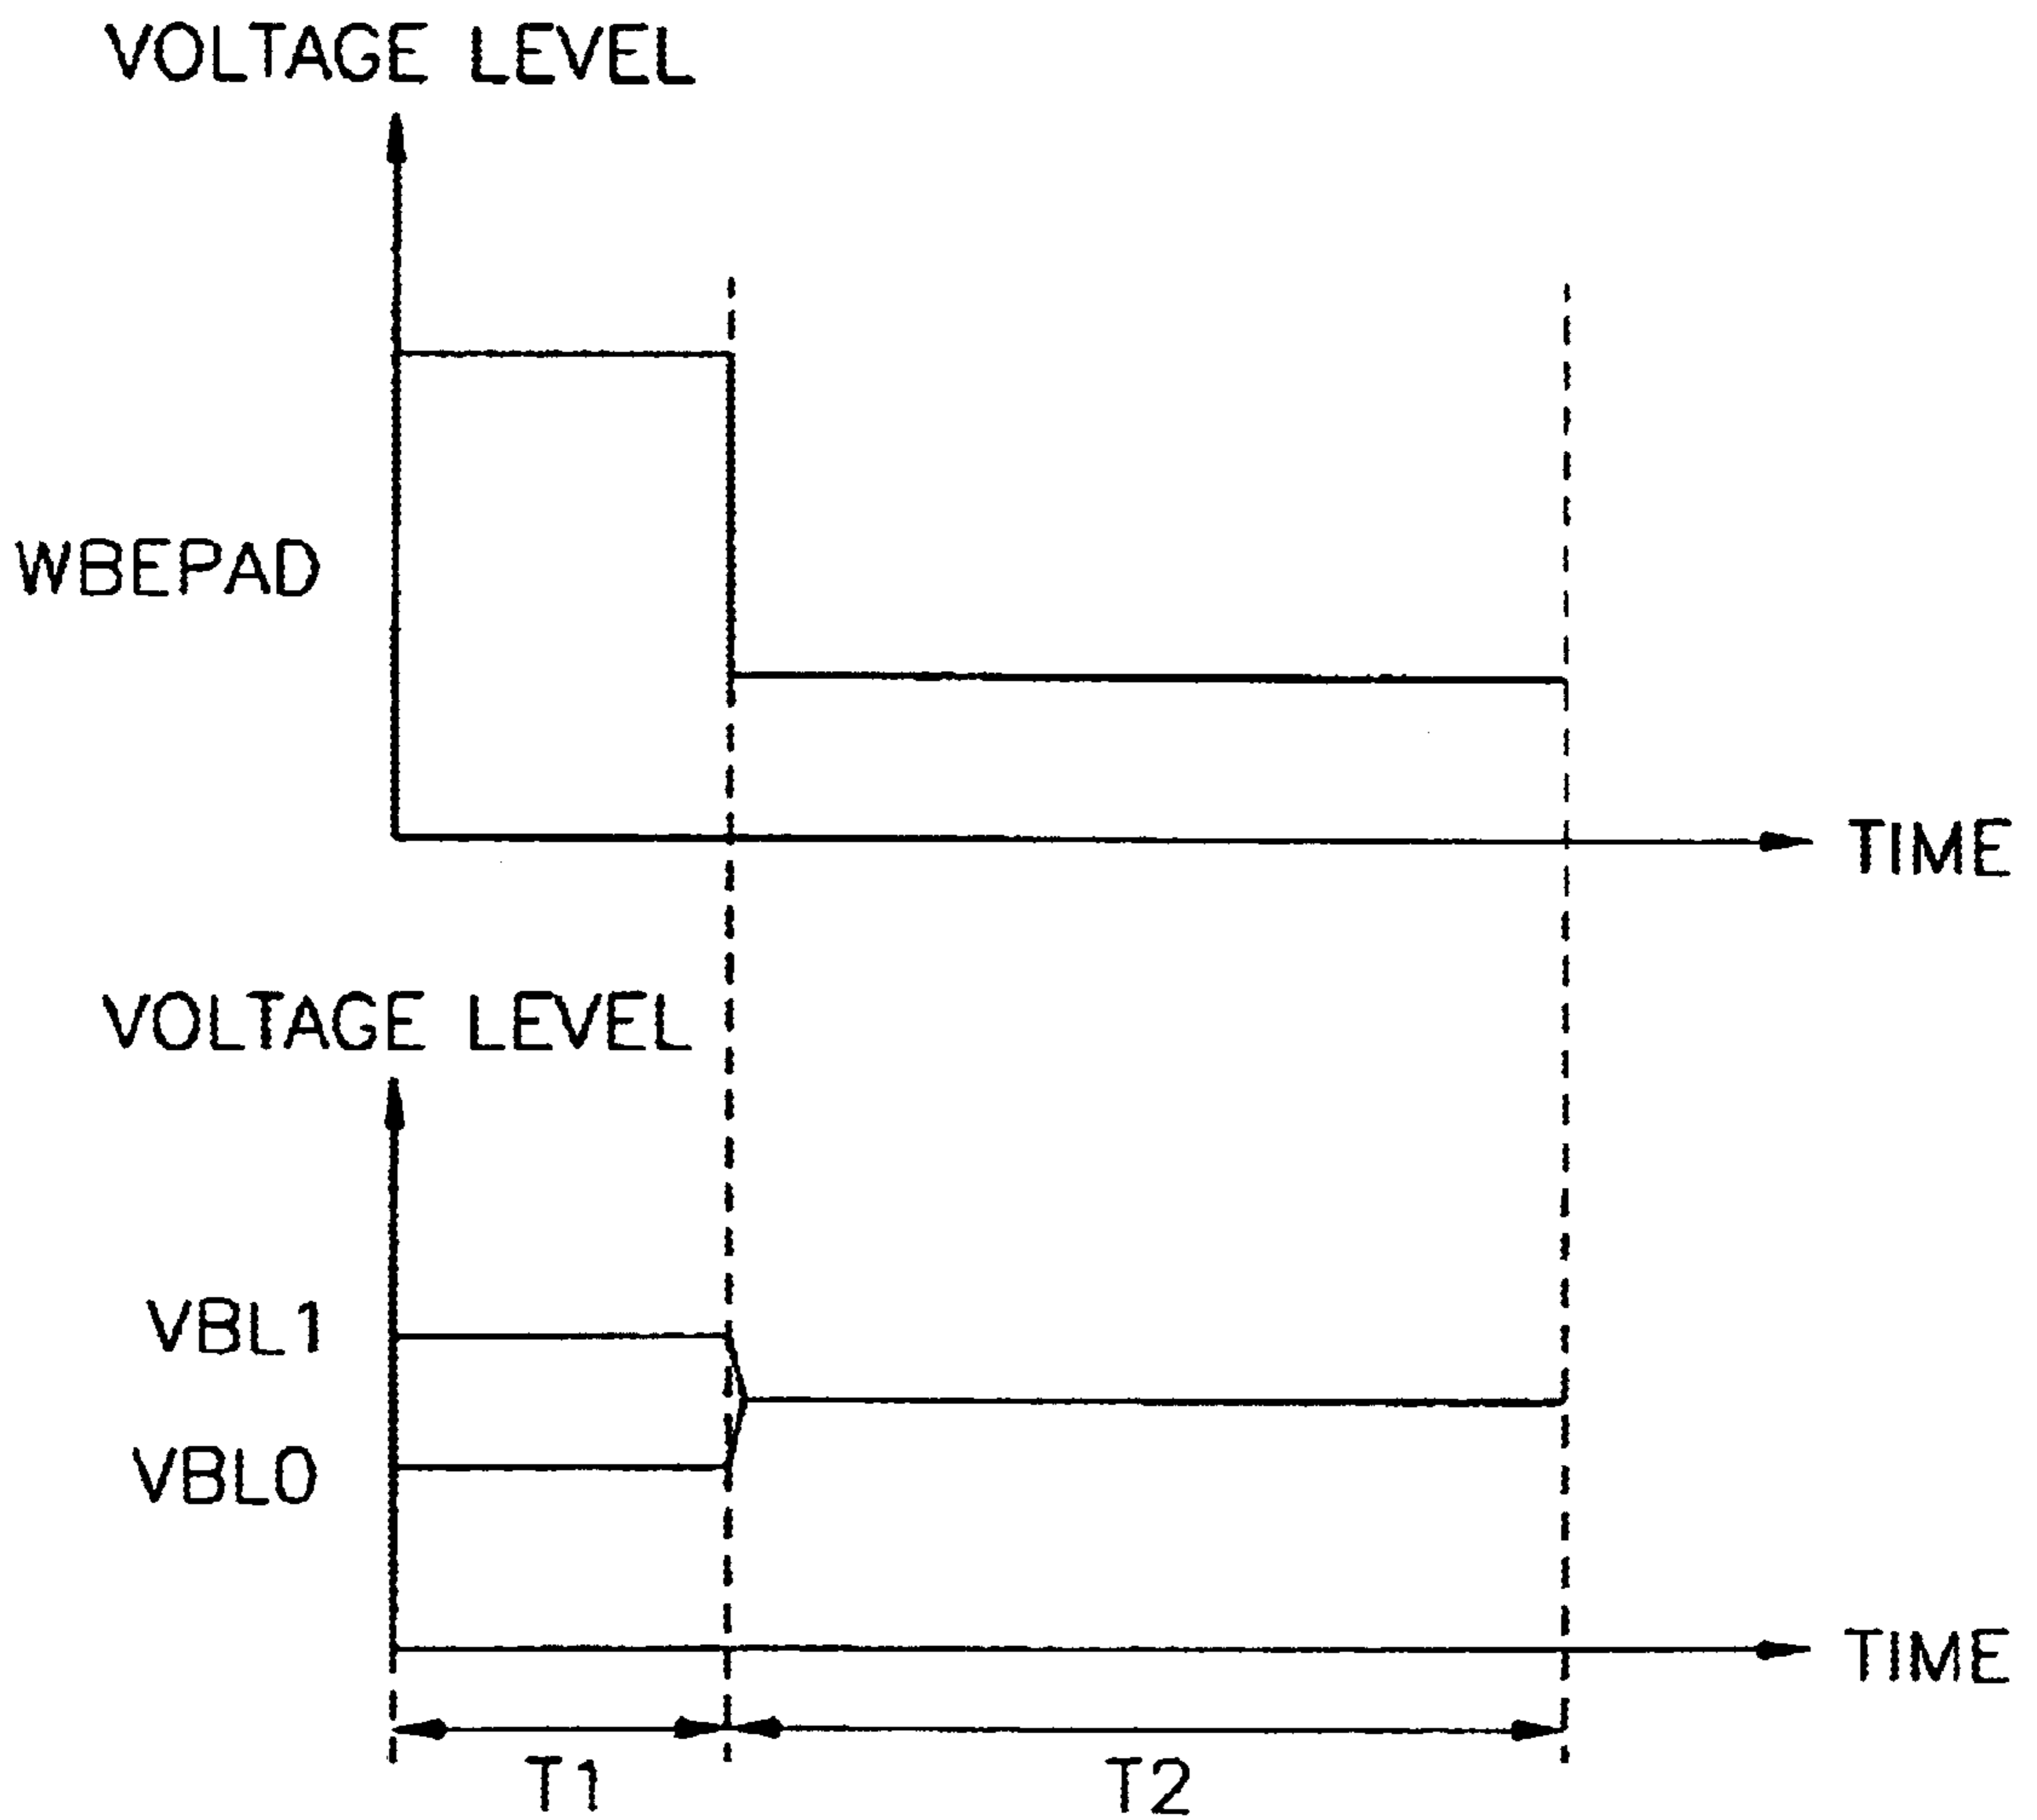 VOLTAGE LEVEL
WBEPAD
TIME
VOLTAGE LEVEL
VBL1
VBL0
TIME
T1 T2